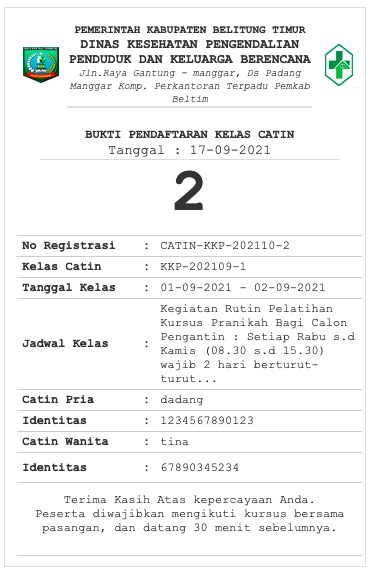 PEMERINTAH KABUPATEN BELITUNG TIMUR
DINAS KESEHATAN PENGENDALIAN
PENDUDUK DAN KELUARGA BERENCANA
Jln.Raya Gantung - manggar, Ds Padang
Manggar Komp. Perkantoran Terpadu Pemkab
Beltim
BUKTI PENDAFTARAN KELAS CATIN
Tanggal : 17-09-2021
2
No Registrasi : CATIN-KKP-202110-2
Kelas Catin : KKP-202109-1
Tanggal Kelas : 01-09-2021 - 02-09-2021
Jadwal Kelas : Kegiatan Rutin Pelatihan
Kursus Pranikah Bagi Calon
Pengantin : Setiap Rabu s.d
Kamis (08.30 s.d 15.30)
wajib 2 hari berturut-
turut...
Catin Pria : dadang
Identitas : 1234567890123
Catin Wanita : tina
Identitas : 67890345234
Terima Kasih Atas kepercayaan Anda.
Peserta diwajibkan mengikuti kursus bersama
pasangan, dan datang 30 menit sebelumnya.